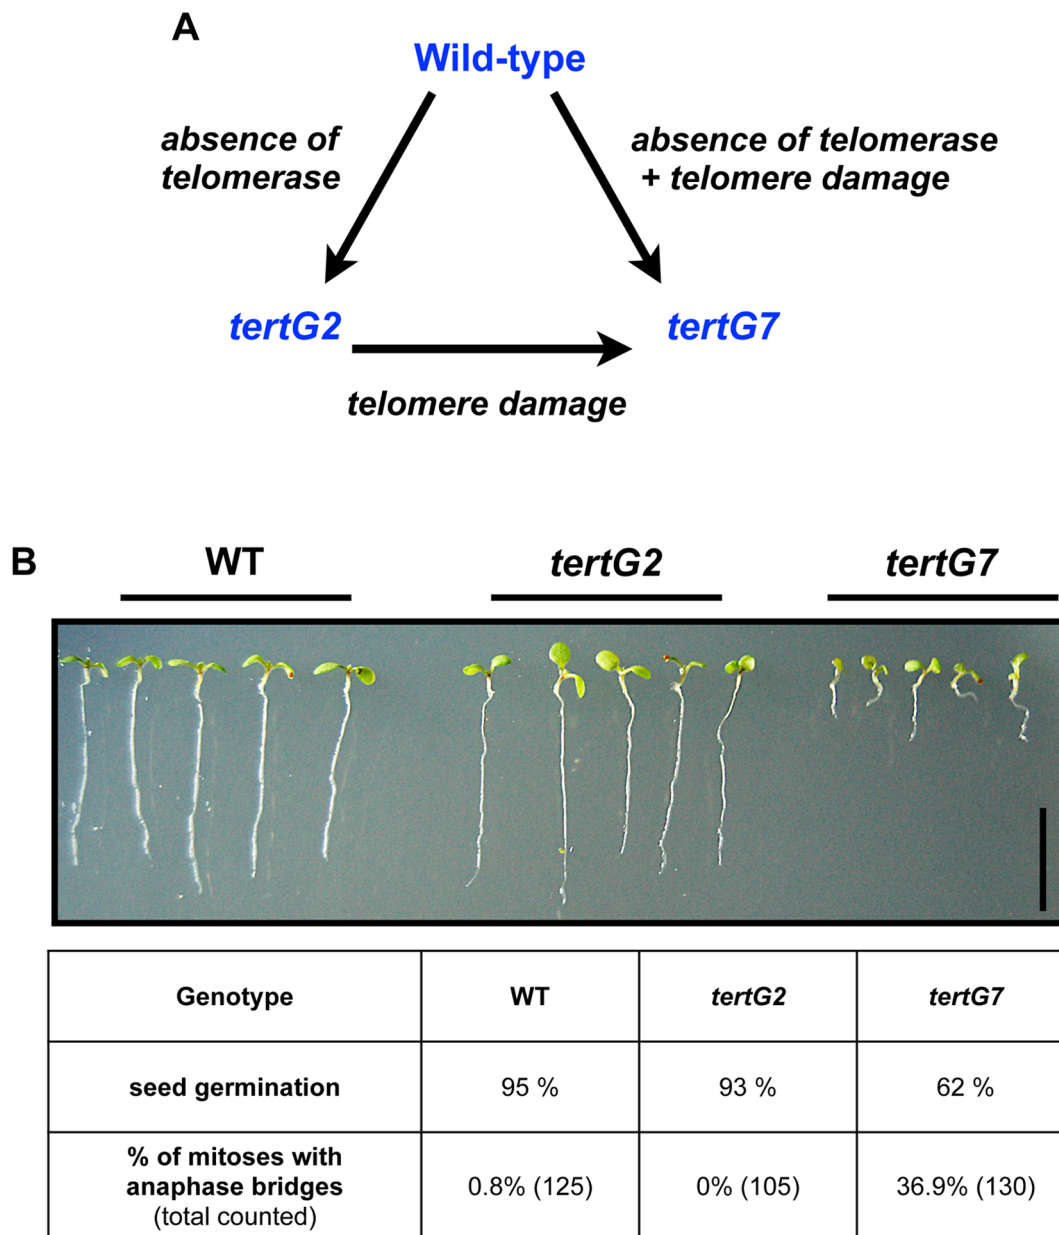 A
Wild-type
absence of
telomerase
absence of telomerase
+ telomere damage
tertG2
tertG7
telomere damage
B
WT
tertG2
tertG7
Genotype
WT
tertG2
tertG7
seed germination
95 %
93 %
62 %
% of mitoses with
anaphase bridges
(total counted)
0.8% (125)
0% (105)
36.9% (130)